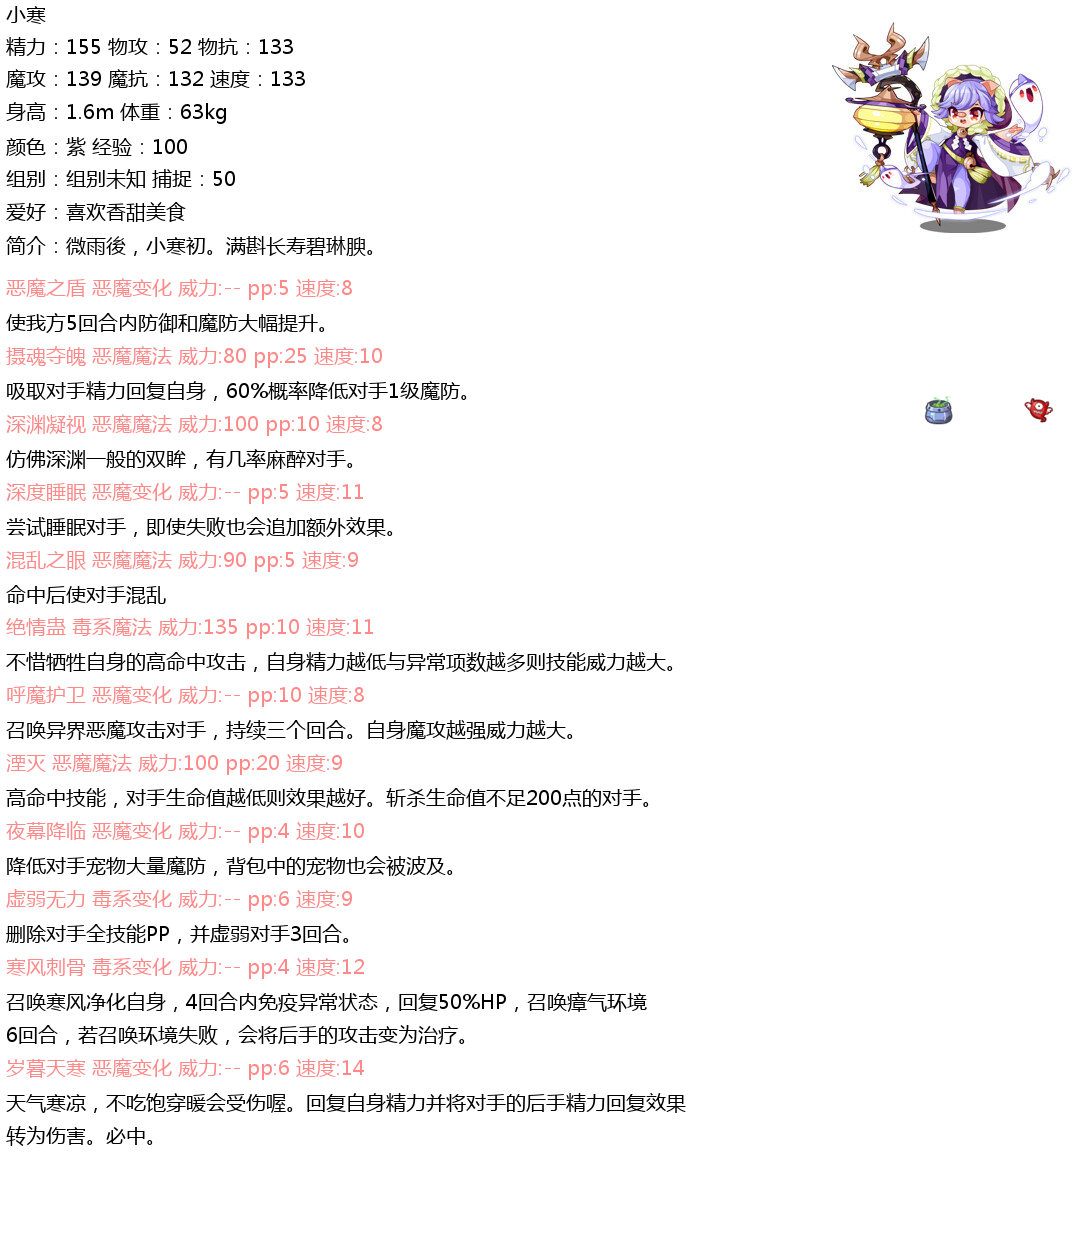 小寒
精力：155 物攻：52 物抗：133
魔攻：139 魔抗：132 速度：133
身高：1.6m 体重：63kg
颜色：紫 经验：100
组别：组别未知 捕捉：50
爱好：喜欢香甜美食
简介：微雨後，小寒初。满斟长寿碧琳腴。
恶魔之盾 恶魔变化 威力:-- pp:5 速度:8
使我方5回合内防御和魔防大幅提升。
摄魂夺魄 恶魔魔法 威力:80 pp:25 速度:10
吸取对手精力回复自身，60%概率降低对手1级魔防。
深渊凝视 恶魔魔法 威力:100 pp:10 速度:8
仿佛深渊一般的双眸，有几率麻醉对手。
深度睡眠 恶魔变化 威力:-- pp:5 速度:11
尝试睡眠对手，即使失败也会追加额外效果。
混乱之眼 恶魔魔法 威力:90 pp:5 速度:9
命中后使对手混乱
绝情蛊 毒系魔法 威力:135 pp:10 速度:11
不惜牺牲自身的高命中攻击，自身精力越低与异常项数越多则技能威力越大。
呼魔护卫 恶魔变化 威力:-- pp:10 速度:8
召唤异界恶魔攻击对手，持续三个回合。自身魔攻越强威力越大。
湮灭 恶魔魔法 威力:100 pp:20 速度:9
高命中技能，对手生命值越低则效果越好。斩杀生命值不足200点的对手。
夜幕降临 恶魔变化 威力:-- pp:4 速度:10
降低对手宠物大量魔防，背包中的宠物也会被波及。
虚弱无力 毒系变化 威力:-- pp:6 速度:9
删除对手全技能PP，并虚弱对手3回合。
寒风刺骨 毒系变化 威力:-- pp:4 速度:12
召唤寒风净化自身，4回合内免疫异常状态，回复50%HP，召唤瘴气环境
6回合，若召唤环境失败，会将后手的攻击变为治疗。
岁暮天寒 恶魔变化 威力:-- pp:6 速度:14
天气寒凉，不吃饱穿暖会受伤喔。回复自身精力并将对手的后手精力回复效果
转为伤害。必中。